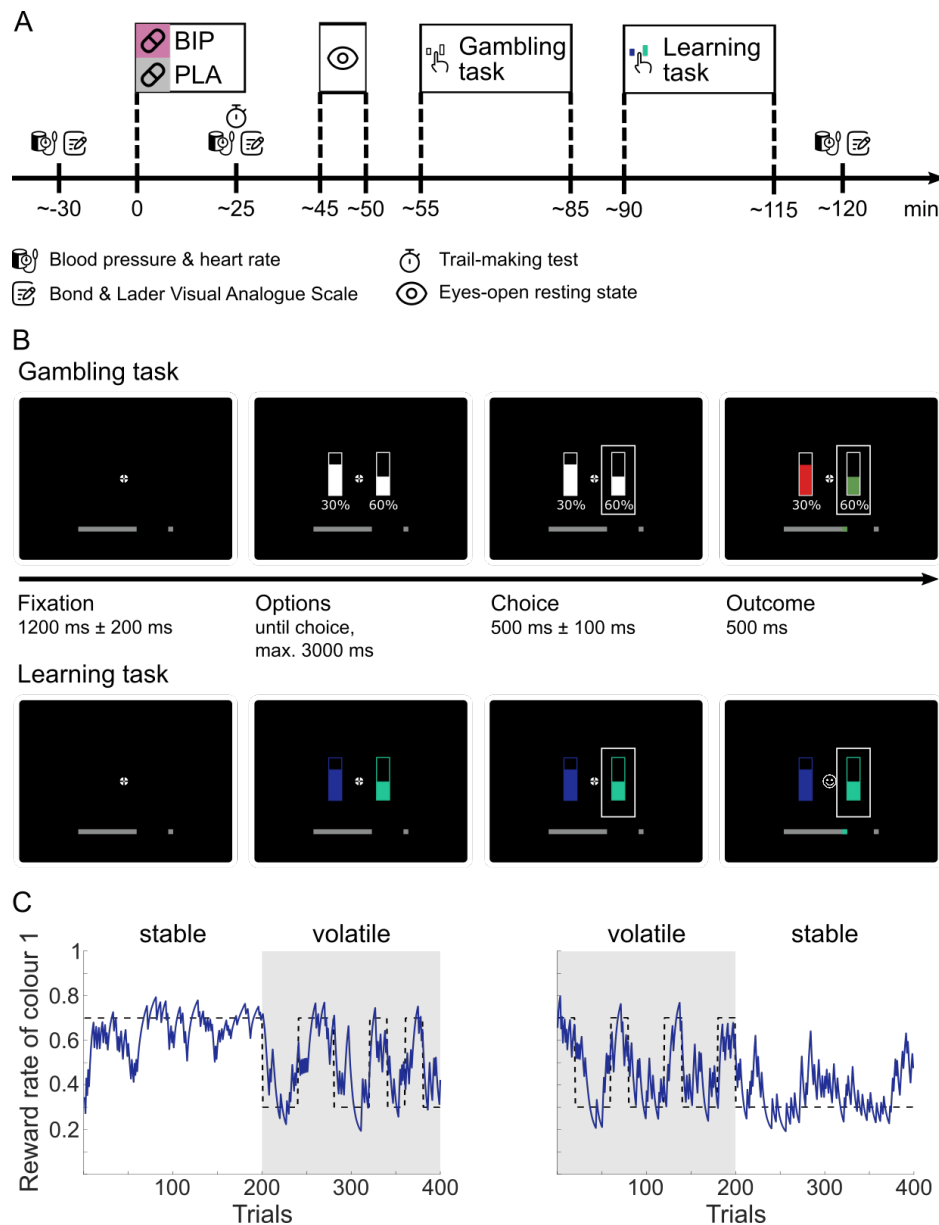 A
BIP
PLA
Gambling
task
Learning
task
~-30
0
~25
~45
~50
~55
~85
~90
~115
~120
min
Blood pressure & heart rate
Trail-making test
Bond & Lader Visual Analogue Scale
Eyes-open resting state
B
Gambling task
30% 60%
30% 60%
30% 60%
Fixation
1200 ms ± 200 ms
Options
until choice,
max. 3000 ms
Choice
500 ms ± 100 ms
Outcome
500 ms
Learning task
C
stable volatile
volatile stable
Reward rate of colour 1
1
0.8
0.6
0.4
0.2
100 200 300 400
Trials
0 100 200 300 400
Trials